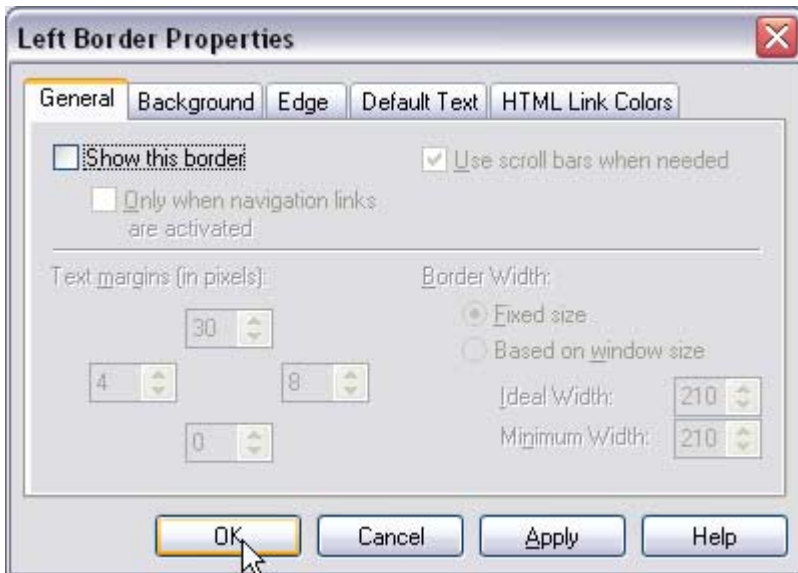 Left Border Properties
General Background Edge Default Text HTML Link Colors
Show this border
Use scroll bars when needed
Only when navigation links
are activated
Text margins (in pixels):
30
4 8
0
Border Width:
Fixed size
Based on window size
Ideal Width: 210
Minimum Width: 210
OK Cancel Apply Help